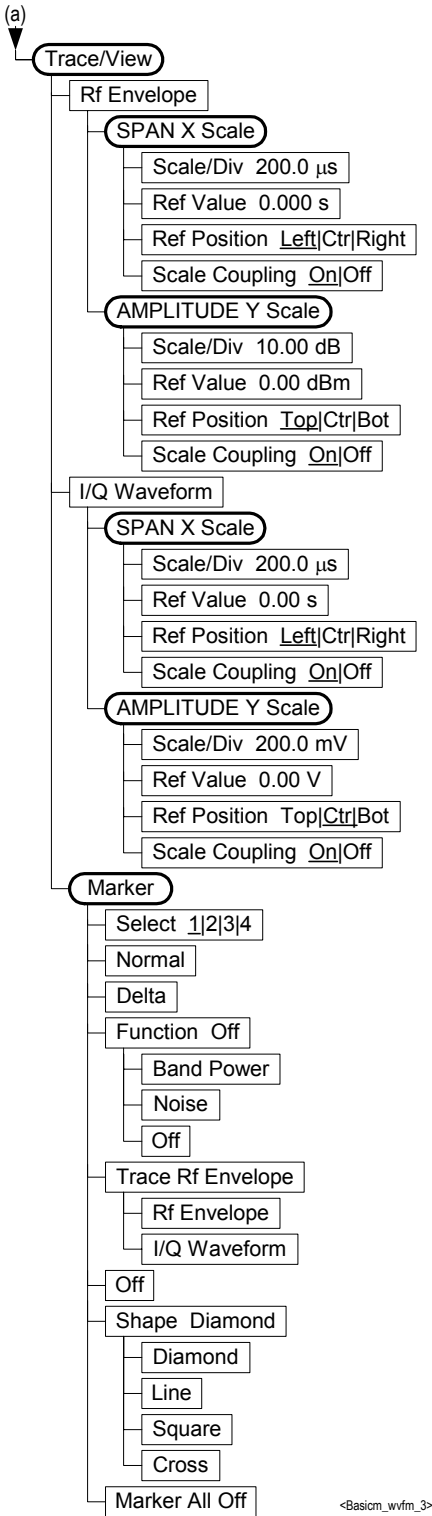 (a)
Trace/View
Rf Envelope
SPAN X Scale
Scale/Div 200.0 μs
Ref Value 0.000 s
Ref Position Left|Ctr|Right
Scale Coupling On|Off
AMPLITUDE Y Scale
Scale/Div 10.00 dB
Ref Value 0.00 dBm
Ref Position Top|Ctr|Bot
Scale Coupling On|Off
I/Q Waveform
SPAN X Scale
Scale/Div 200.0 μs
Ref Value 0.00 s
Ref Position Left|Ctr|Right
Scale Coupling On|Off
AMPLITUDE Y Scale
Scale/Div 200.0 mV
Ref Value 0.00 V
Ref Position Top|Ctr|Bot
Scale Coupling On|Off
Marker
Select 1|2|3|4
Normal
Delta
Function Off
Band Power
Noise
Off
Trace Rf Envelope
Rf Envelope
I/Q Waveform
Off
Shape Diamond
Diamond
Line
Square
Cross
Marker All Off
<Basicm_wvfm_3>